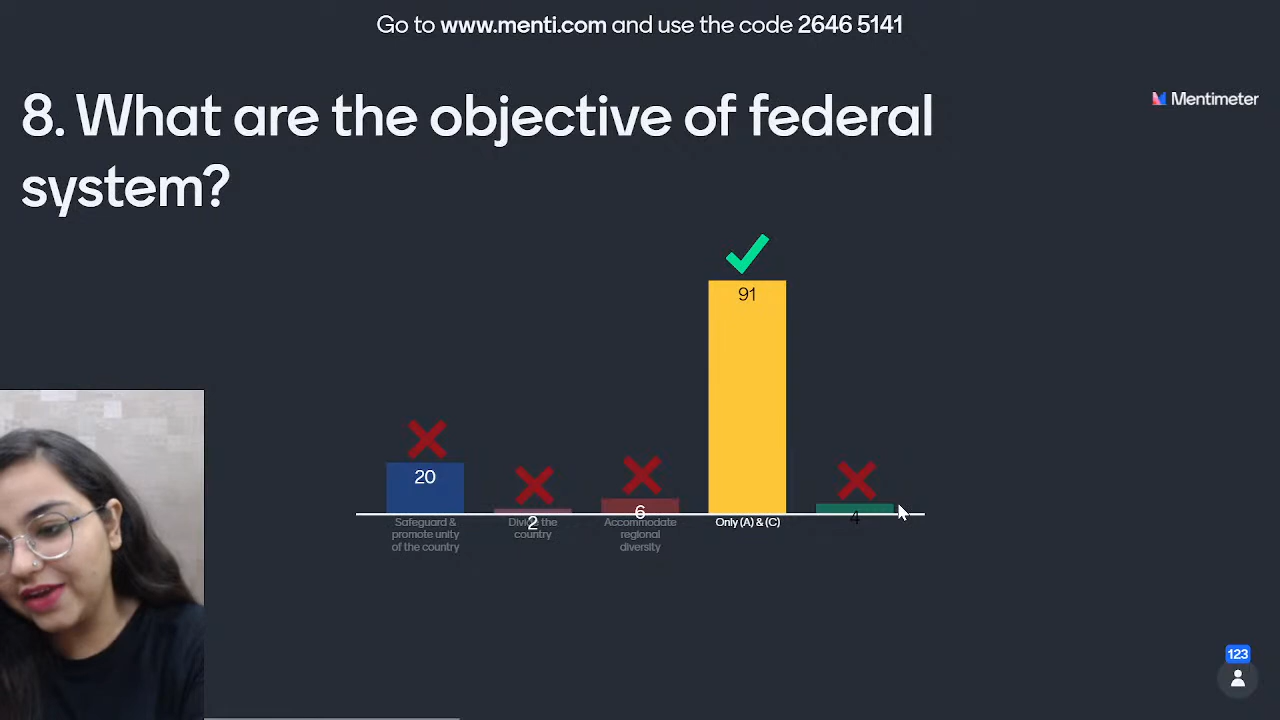 Go to www.menti.com and use the code 2646 5141
Mentimeter
8. What are the objective of federal
system?
91
20
2
6
4
Safeguard &
promote unity
of the country
Divide the
country
Accommodate
regional
diversity
Only (A) & (C)
123